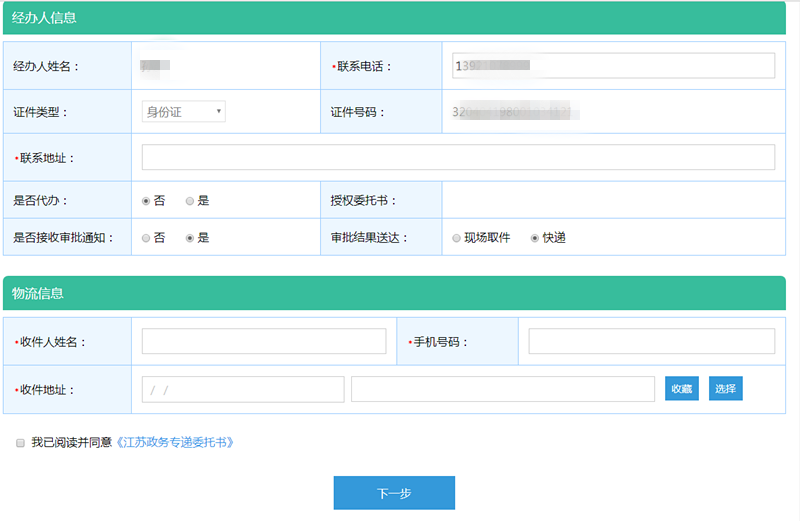 经办人信息
经办人姓名： •联系电话： 139
证件类型： 身份证 证件号码： 320 980
•联系地址：
是否代办： 否 是 授权委托书：
是否接收审批通知： 否 是 审批结果送达： 现场取件 快递
物流信息
•收件人姓名： •手机号码：
•收件地址： / / 收藏 选择
我已阅读并同意《江苏政务专递委托书》
下一步